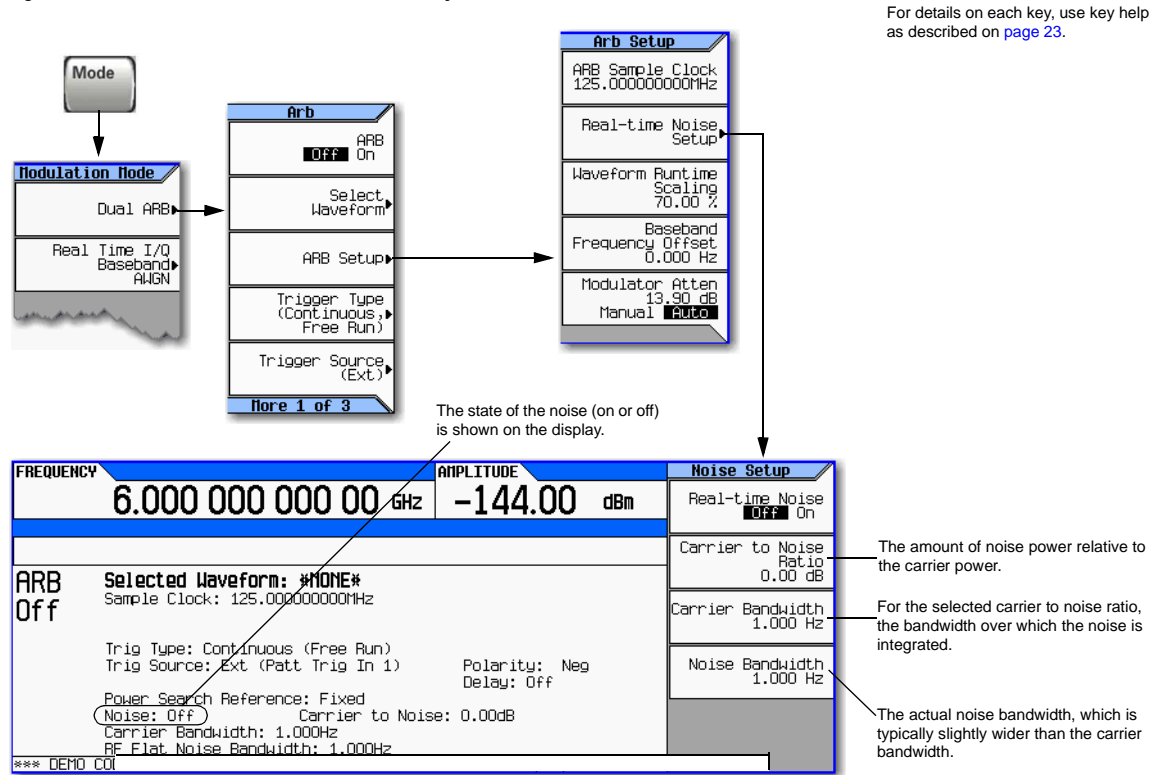 For details on each key, use key help
as described on page 23.
Mode
Modulation Mode
Dual ARB
Real Time I/Q
Baseband
AWGN
Arb
ARB
Off On
Select
Waveform
ARB Setup
Trigger Type
(Continuous,
Free Run)
Trigger Source
(Ext)
More 1 of 3
Arb Setup
ARB Sample Clock
125.000000000MHz
Real-time Noise
Setup
Waveform Runtime
Scaling
70.00 %
Baseband
Frequency Offset
0.000 Hz
Modulator Atten
13.90 dB
Manual Auto
The state of the noise (on or off)
is shown on the display.
FREQUENCY
6.000 000 000 00 GHz
AMPLITUDE
-144.00 dBm
ARB
Off
Selected Waveform: *NONE*
Sample Clock: 125.000000000MHz
Trig Type: Continuous (Free Run)
Trig Source: Ext (Patt Trig In 1) Polarity: Neg
Delay: Off
Power Search Reference: Fixed
Noise: Off Carrier to Noise: 0.00dB
Carrier Bandwidth: 1.000Hz
RF Flat Noise Bandwidth: 1.000Hz
*** DEMO
Noise Setup
Real-time Noise
Off On
Carrier to Noise
Ratio
0.00 dB
Carrier Bandwidth
1.000 Hz
Noise Bandwidth
1.000 Hz
The amount of noise power relative to
the carrier power.
For the selected carrier to noise ratio,
the bandwidth over which the noise is
integrated.
The actual noise bandwidth, which is
typically slightly wider than the carrier
bandwidth.